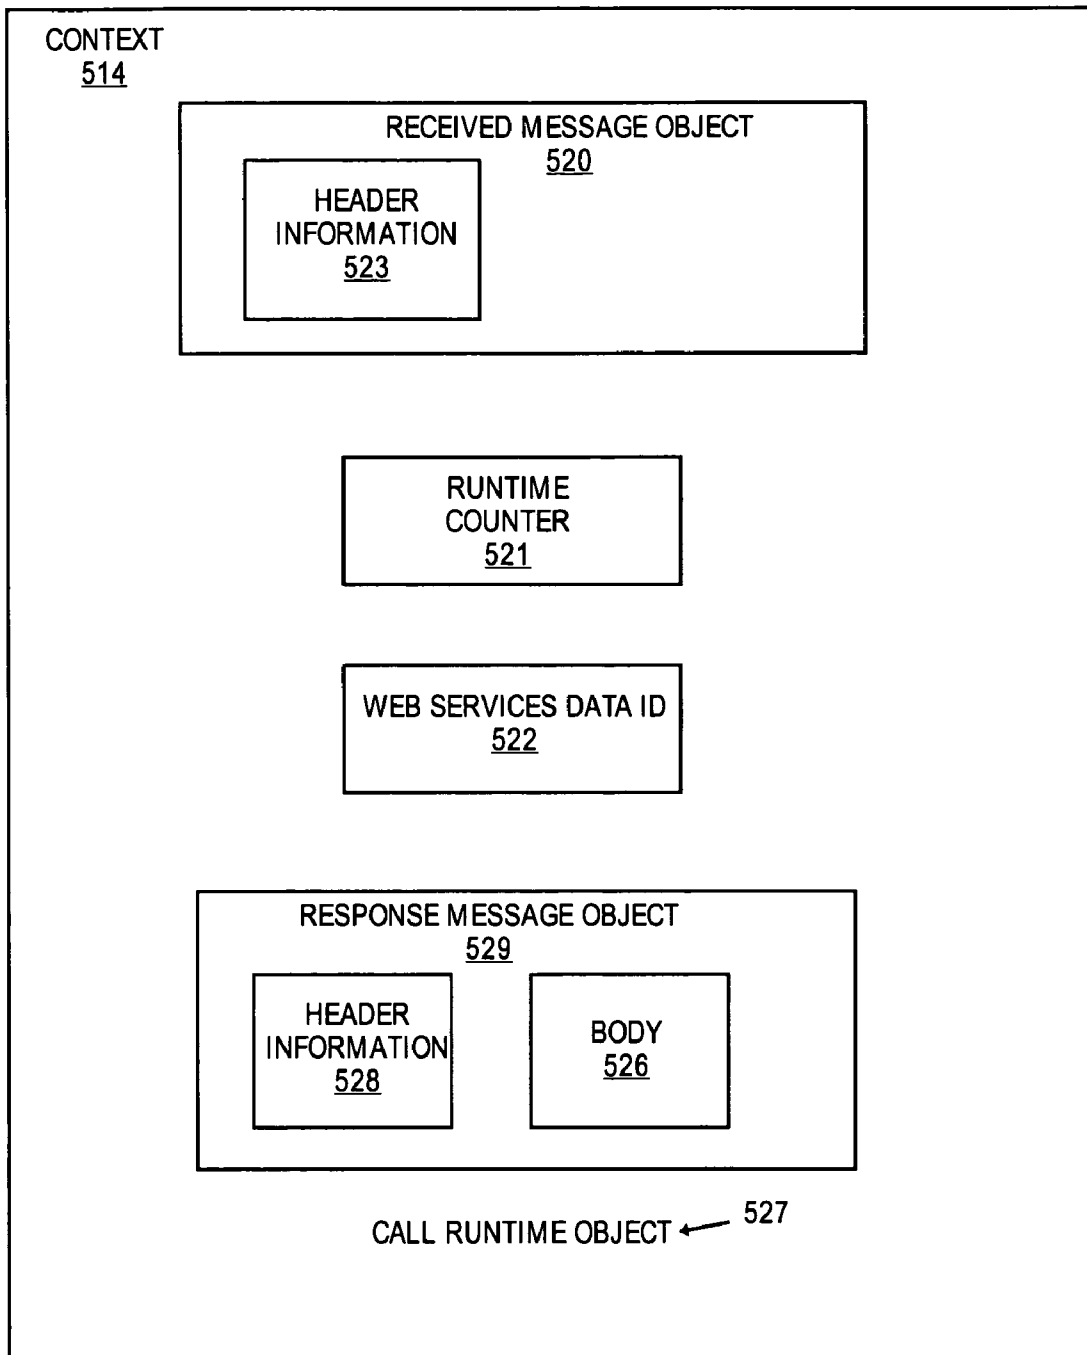 CONTEXT
514
RECEIVED MESSAGE OBJECT
520
HEADER
INFORMATION
523
RUNTIME
COUNTER
521
WEB SERVICES DATA ID
522
RESPONSE MESSAGE OBJECT
529
HEADER
INFORMATION
528
BODY
526
CALL RUNTIME OBJECT 527